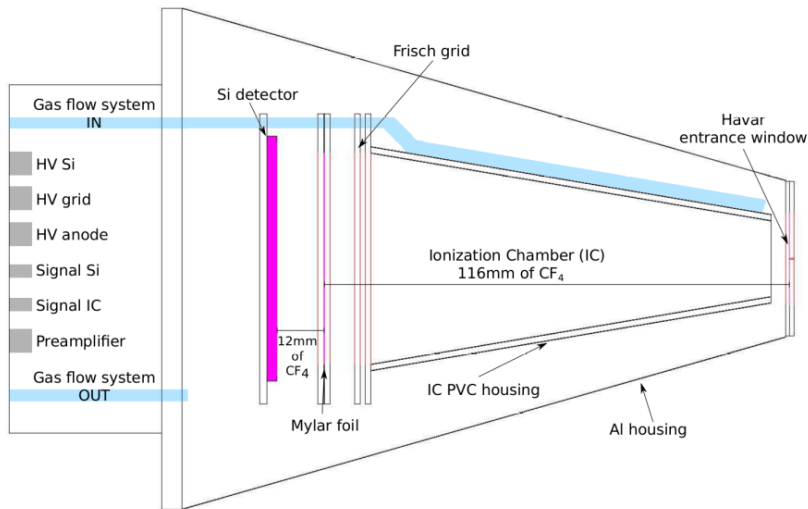 Frisch grid
Gas flow system
IN
Si detector
Havar
entrance window
HV Si
HV grid
HV anode
Signal Si
Signal IC
Preamplifier
Ionization Chamber (IC)
116mm of CF₄
12mm
of
CF₄
Gas flow system
OUT
Mylar foil
IC PVC housing
Al housing